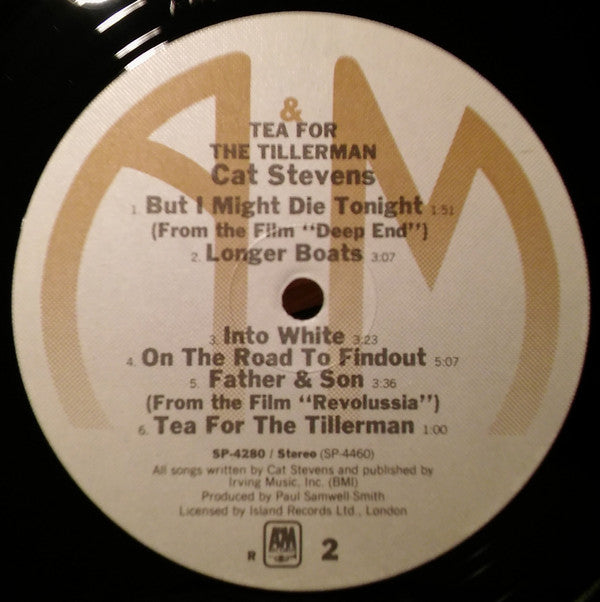 &
TEA FOR
THE TILLERMAN
Cat Stevens
1. But I Might Die Tonight 1:51
(From the Film "Deep End")
2. Longer Boats 3:07
3. Into White 3:23
4. On The Road To Findout 5:07
5. Father & Son 3:36
(From the Film "Revolussia")
6. Tea For The Tillerman 1:00
SP-4280 / Stereo (SP-4460)
All songs written by Cat Stevens and published by
Irving Music, Inc. (BMI)
Produced by Paul Samwell Smith
Licensed by Island Records Ltd., London
R A&M 2